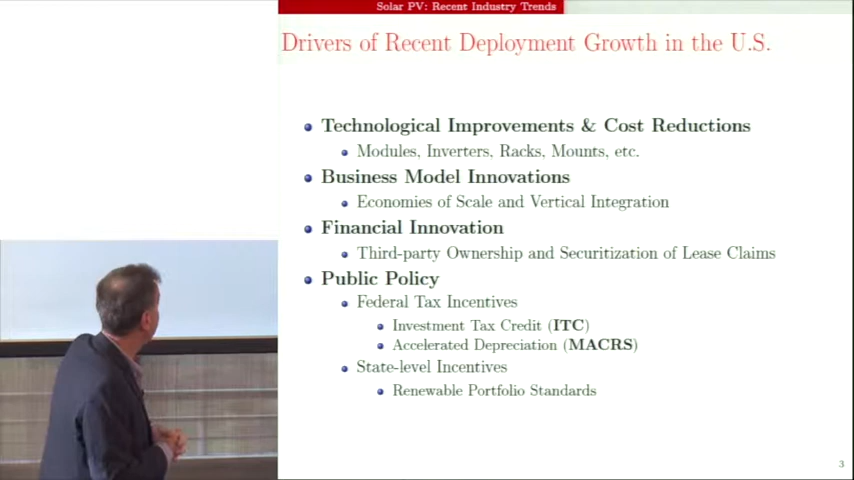 Solar PV: Recent Industry Trends
Drivers of Recent Deployment Growth in the U.S.
Technological Improvements & Cost Reductions
Modules, Inverters, Racks, Mounts, etc.
Business Model Innovations
Economies of Scale and Vertical Integration
Financial Innovation
Third-party Ownership and Securitization of Lease Claims
Public Policy
Federal Tax Incentives
Investment Tax Credit (ITC)
Accelerated Depreciation (MACRS)
State-level Incentives
Renewable Portfolio Standards
3